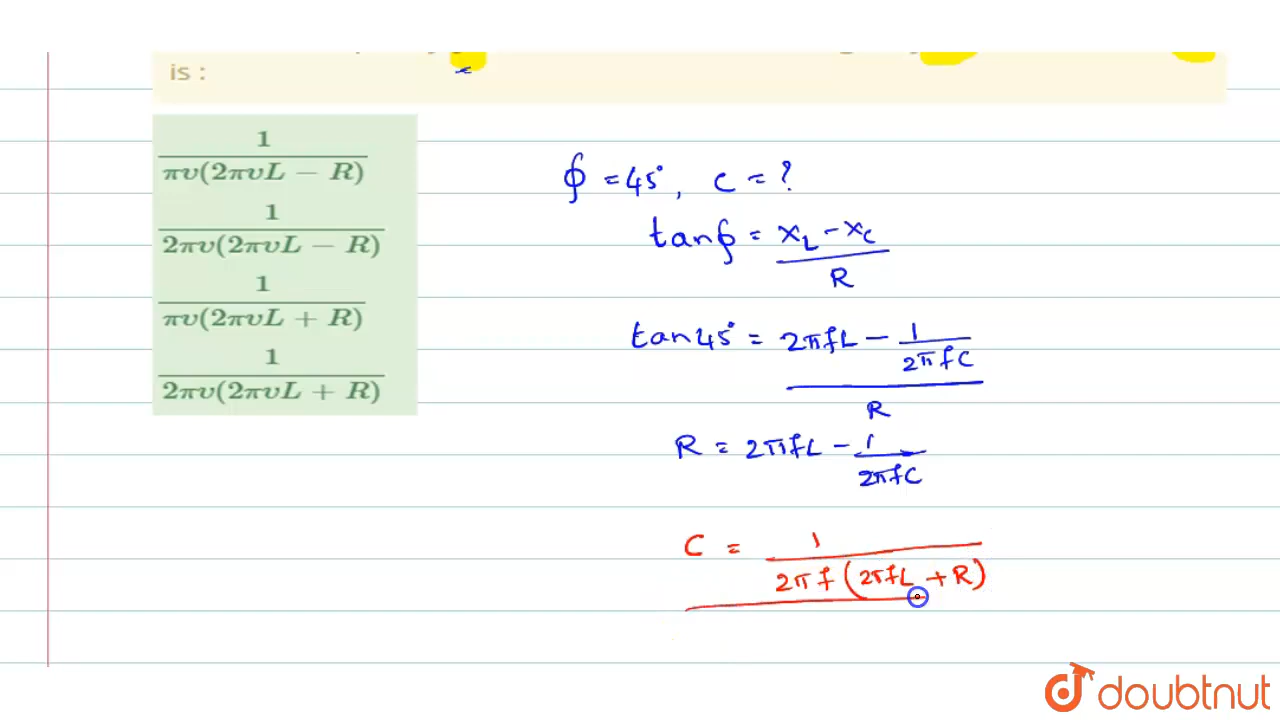 is :
1
πυ(2πυL − R)
1
2πυ(2πυL − R)
1
πυ(2πυL + R)
1
2πυ(2πυL + R)
ϕ = 45°, C = ?
tanϕ = X_L − X_C
R
tan45° = 2πfL − 1
2πfC
R
R = 2πfL − 1
2πfC
C = 1
2πf(2πfL + R)
doubtnut